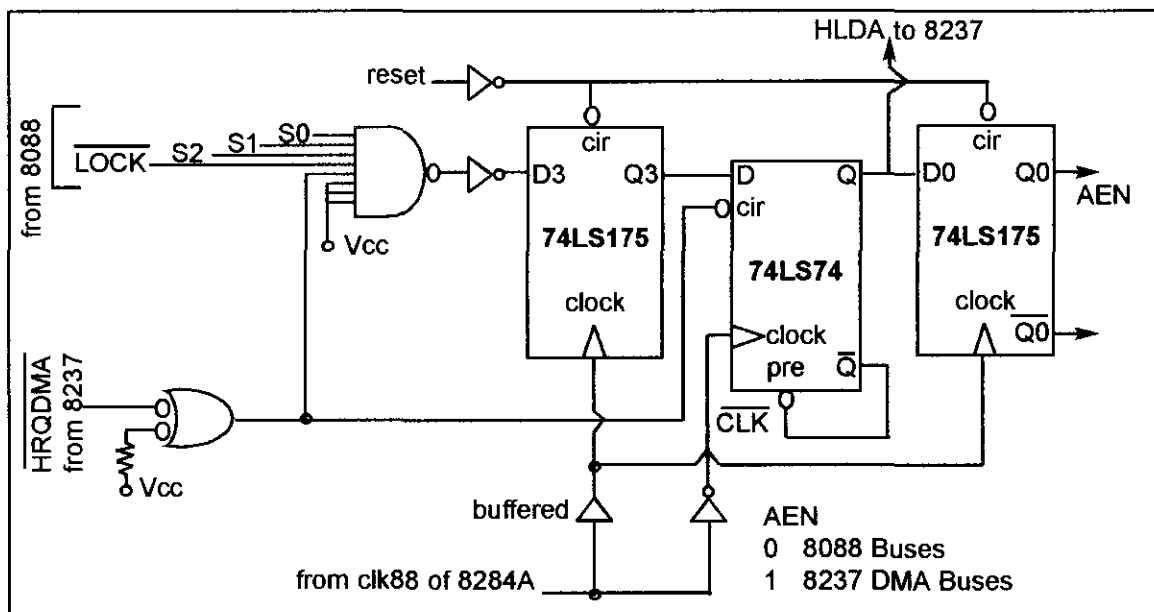 HLDA to 8237
reset
from 8088
LOCK
S2
S1
S0
Vcc
cir
D3
Q3
74LS175
clock
D
Q
cir
74LS74
clock
pre
Q
CLK
cir
D0
Q0
AEN
74LS175
clock
Q0
HRQDMA
from 8237
Vcc
buffered
from clk88 of 8284A
AEN
0 8088 Buses
1 8237 DMA Buses